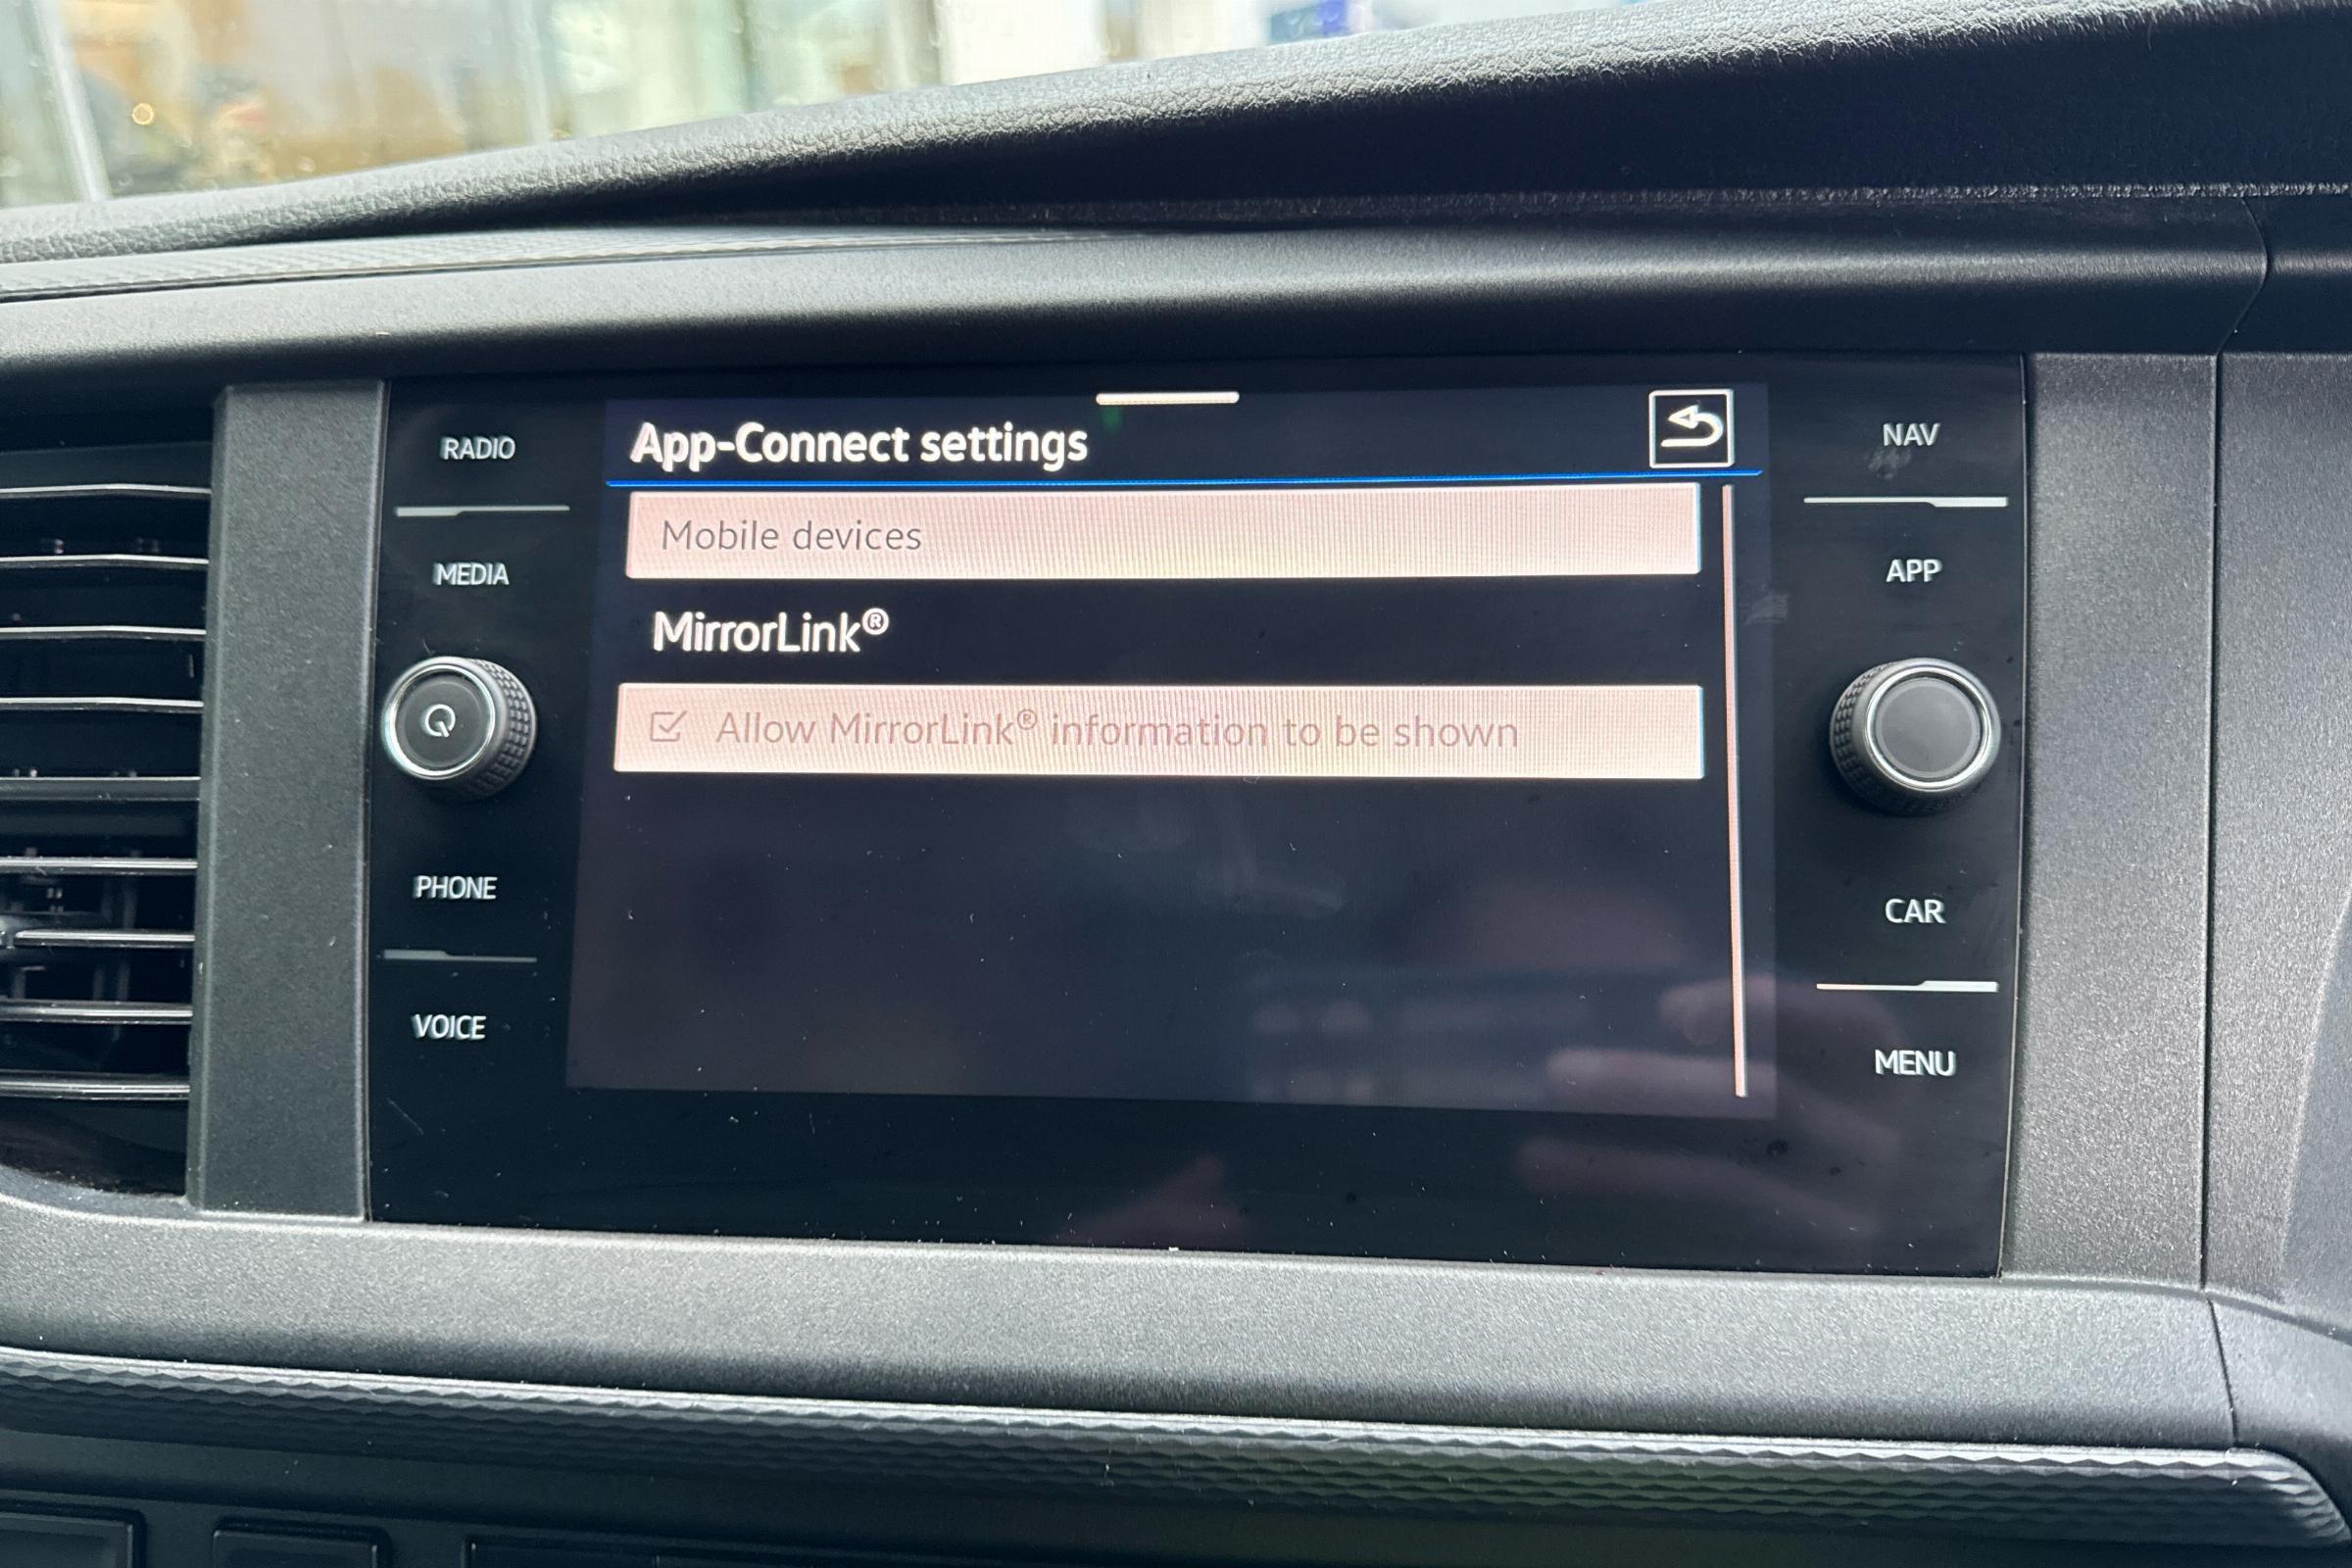 RADIO
MEDIA
PHONE
VOICE
App-Connect settings
Mobile devices
MirrorLink®
Allow MirrorLink® information to be shown
NAV
APP
CAR
MENU